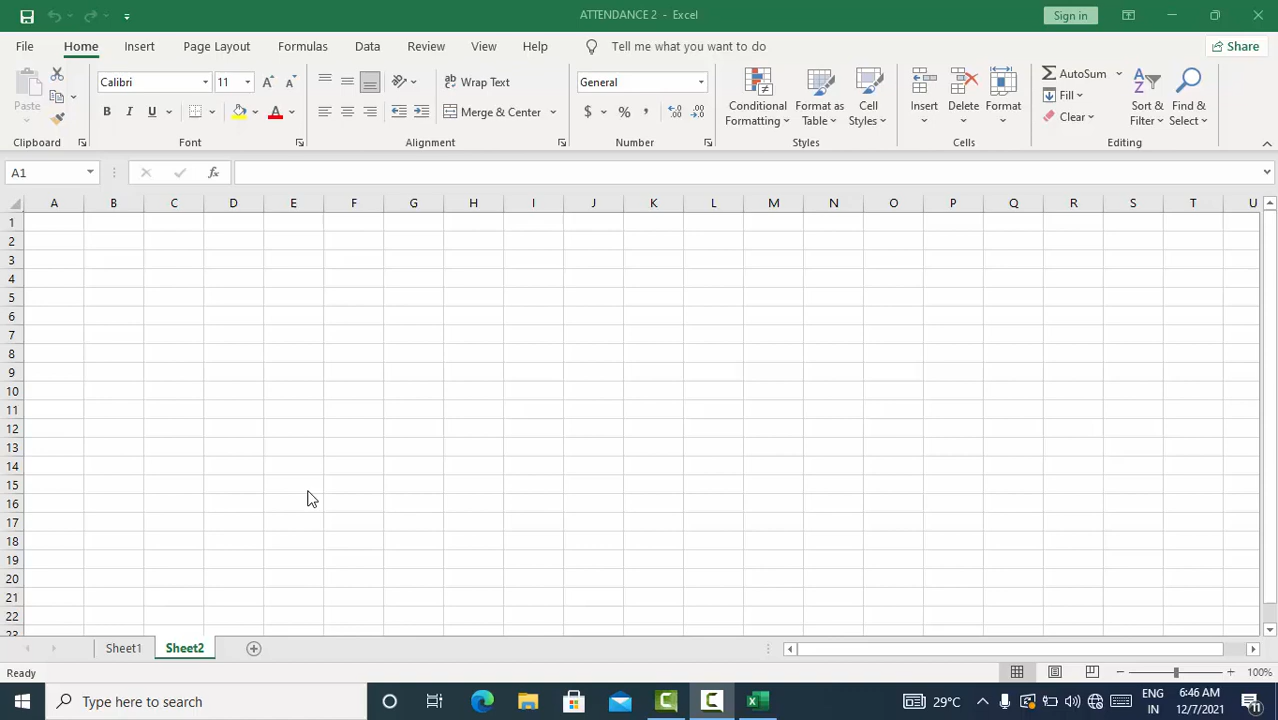 ATTENDANCE 2 - Excel
Sign in
File Home Insert Page Layout Formulas Data Review View Help Tell me what you want to do Share
Paste
Calibri 11
B I U A
Wrap Text
Merge & Center
General
$ % ,
Conditional Formatting
Format as Table
Cell Styles
Insert
Delete
Format
AutoSum
Fill
Clear
Sort & Filter
Find & Select
Clipboard Font Alignment Number Styles Cells Editing
A1 fx
A B C D E F G H I J K L M N O P Q R S T U
1
2
3
4
5
6
7
8
9
10
11
12
13
14
15
16
17
18
19
20
21
22
23
Sheet1 Sheet2
Ready 100%
Type here to search
29°C
ENG
IN
6:46 AM
12/7/2021
11